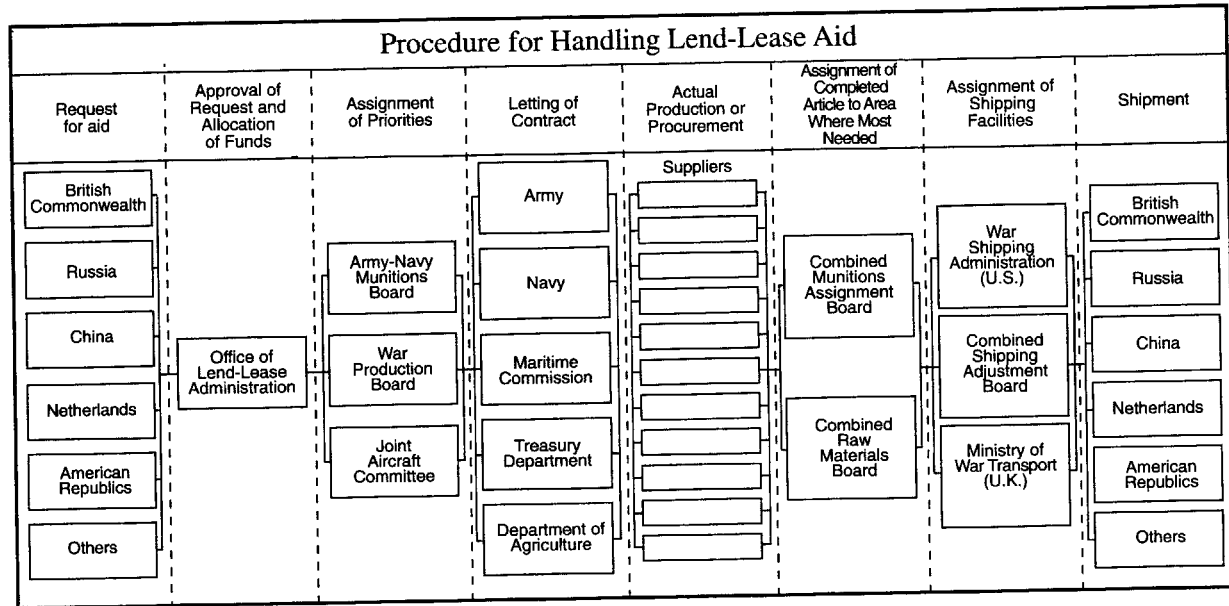 Procedure for Handling Lend-Lease Aid
Request
for aid
Approval of
Request and
Allocation
of Funds
Assignment
of Priorities
Letting of
Contract
Actual
Production or
Procurement
Assignment of
Completed
Article to Area
Where Most
Needed
Assignment of
Shipping
Facilities
Shipment
British
Commonwealth
Russia
China
Netherlands
American
Republics
Others
Office of
Lend-Lease
Administration
Army-Navy
Munitions
Board
War
Production
Board
Joint
Aircraft
Committee
Army
Navy
Maritime
Commission
Treasury
Department
Department of
Agriculture
Suppliers
Combined
Munitions
Assignment
Board
Combined
Raw
Materials
Board
War
Shipping
Administration
(U.S.)
Combined
Shipping
Adjustment
Board
Ministry of
War Transport
(U.K.)
British
Commonwealth
Russia
China
Netherlands
American
Republics
Others